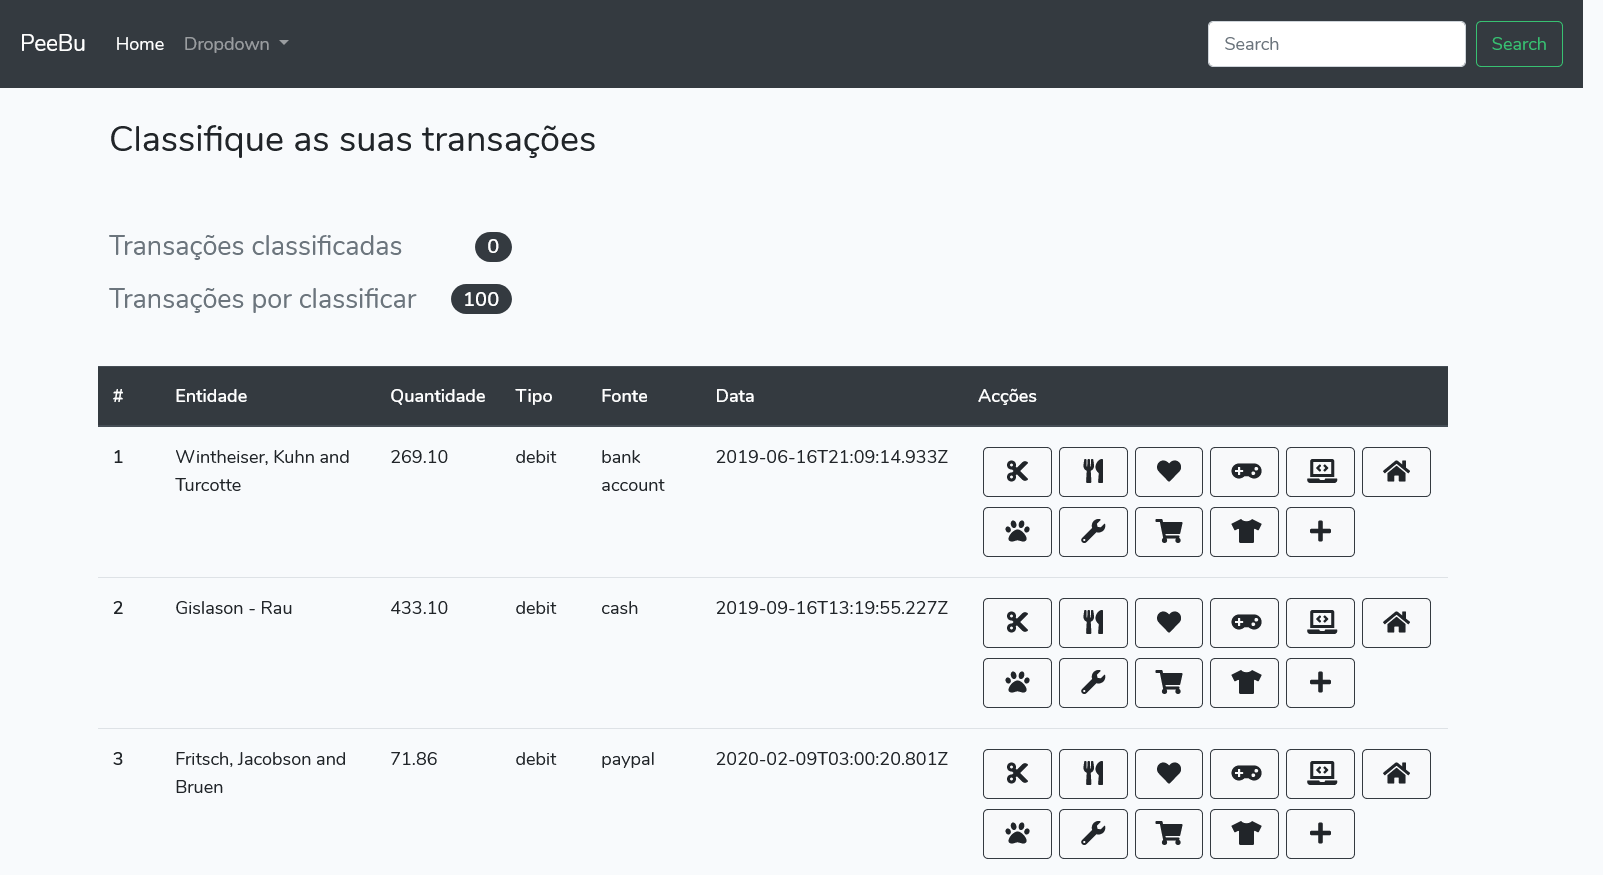 PeeBu Home Dropdown Search Search
Classifique as suas transações
Transações classificadas 0
Transações por classificar 100
# Entidade Quantidade Tipo Fonte Data Acções
1 Wintheiser, Kuhn and 269.10 debit bank 2019-06-16T21:09:14.933Z
Turcotte account
2 Gislason - Rau 433.10 debit cash 2019-09-16T13:19:55.227Z
3 Fritsch, Jacobson and 71.86 debit paypal 2020-02-09T03:00:20.801Z
Bruen